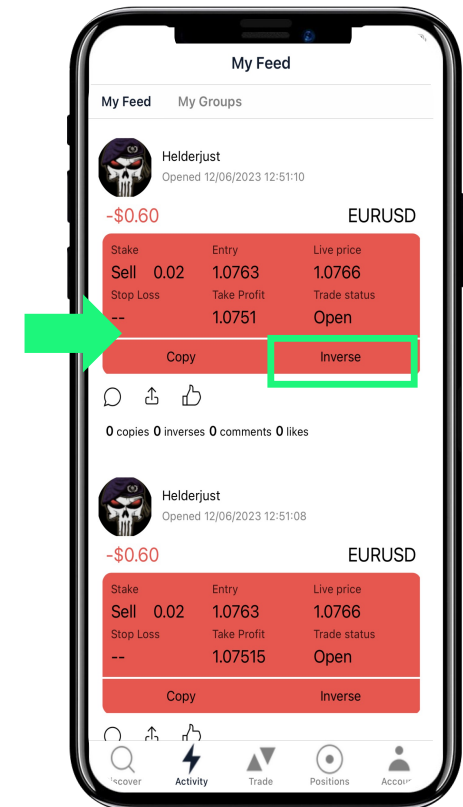 My Feed
My Feed My Groups
Helderjust
Opened 12/06/2023 12:51:10
-$0.60 EURUSD
Stake Entry Live price
Sell 0.02 1.0763 1.0766
Stop Loss Take Profit Trade status
-- 1.0751 Open
Copy Inverse
0 copies 0 inverses 0 comments 0 likes
Helderjust
Opened 12/06/2023 12:51:08
-$0.60 EURUSD
Stake Entry Live price
Sell 0.02 1.0763 1.0766
Stop Loss Take Profit Trade status
-- 1.07515 Open
Copy Inverse
scover Activity Trade Positions Accou